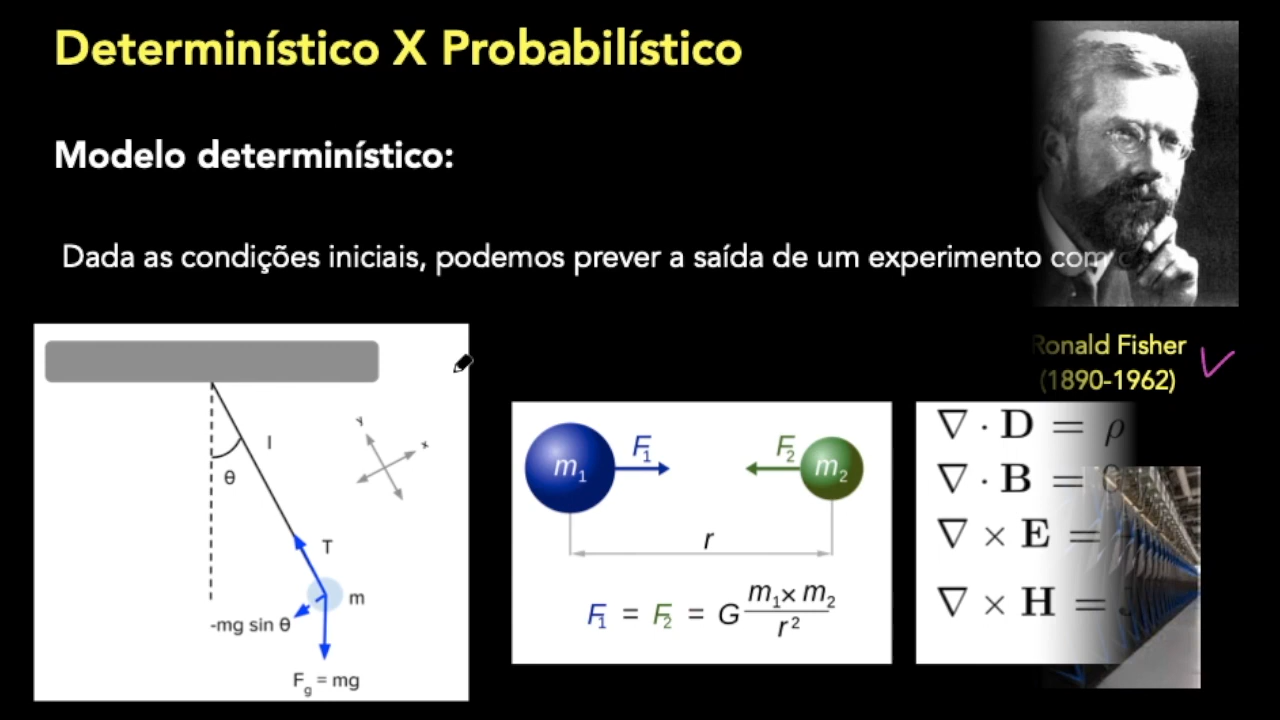 Determinístico X Probabilístico
Modelo determinístico:
Dada as condições iniciais, podemos prever a saída de um experimento com
Ronald Fisher
(1890-1962)
l
θ
y
x
T
m
-mg sin θ
F_g = mg
m₁ F₁ F₂ m₂
r
F₁ = F₂ = G (m₁ × m₂) / r²
∇ · D = ρ
∇ · B =
∇ × E =
∇ × H =